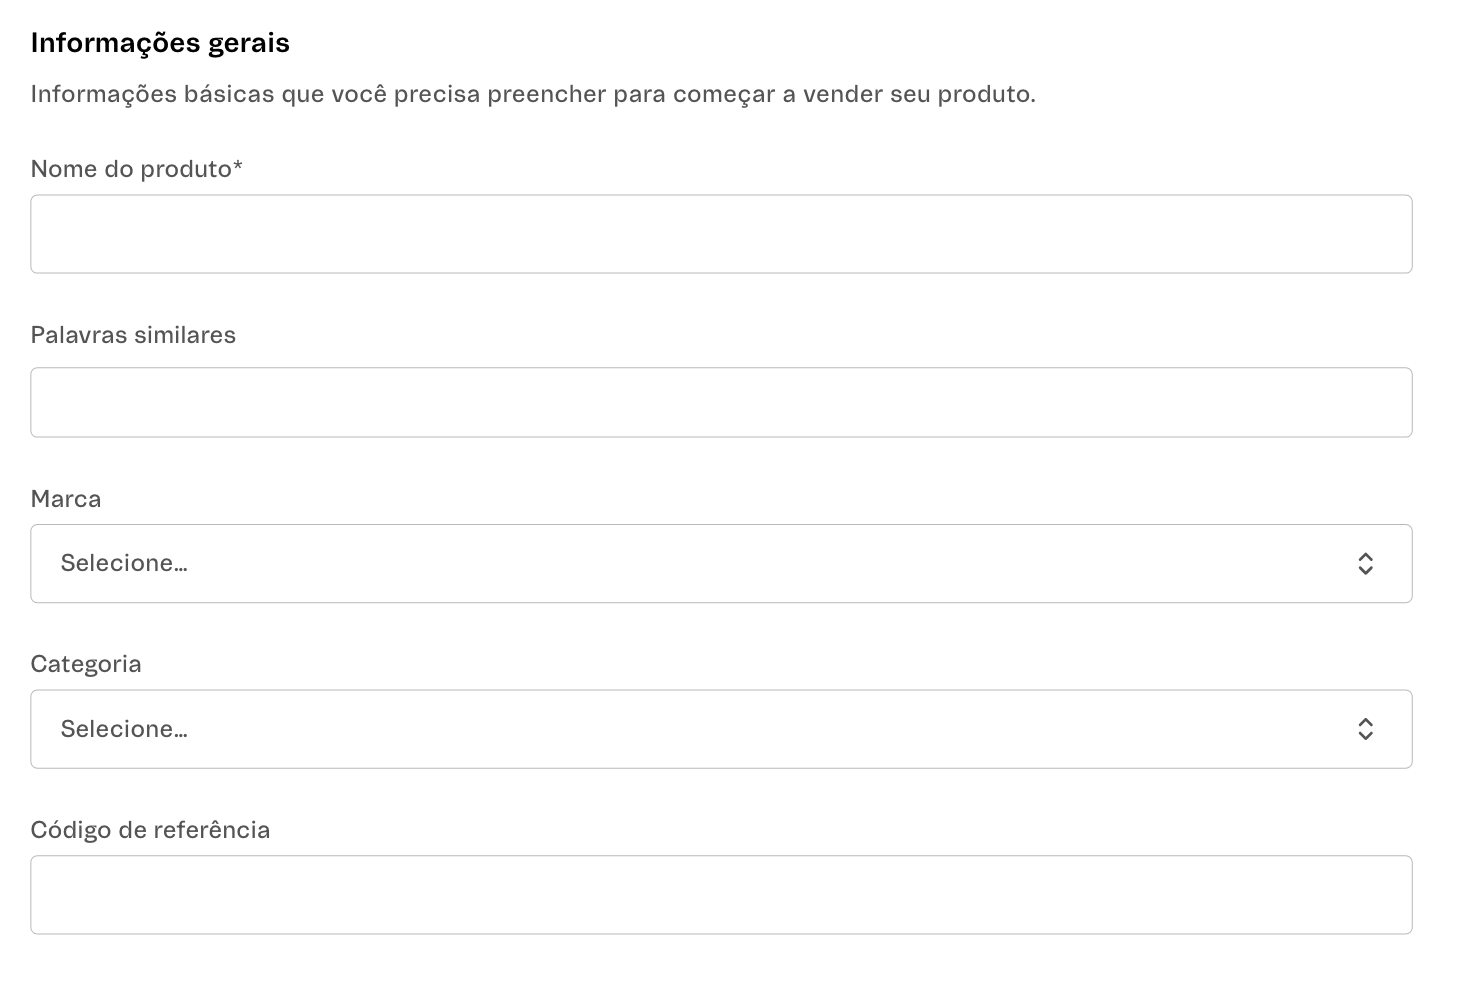 Informações gerais
Informações básicas que você precisa preencher para começar a vender seu produto.
Nome do produto*
Palavras similares
Marca
Selecione...
Categoria
Selecione...
Código de referência